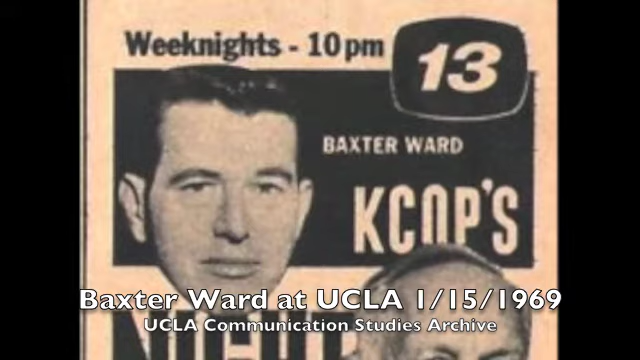 Weeknights - 10 pm
13
BAXTER WARD
KCOP'S
Baxter Ward at UCLA 1/15/1969
UCLA Communication Studies Archive